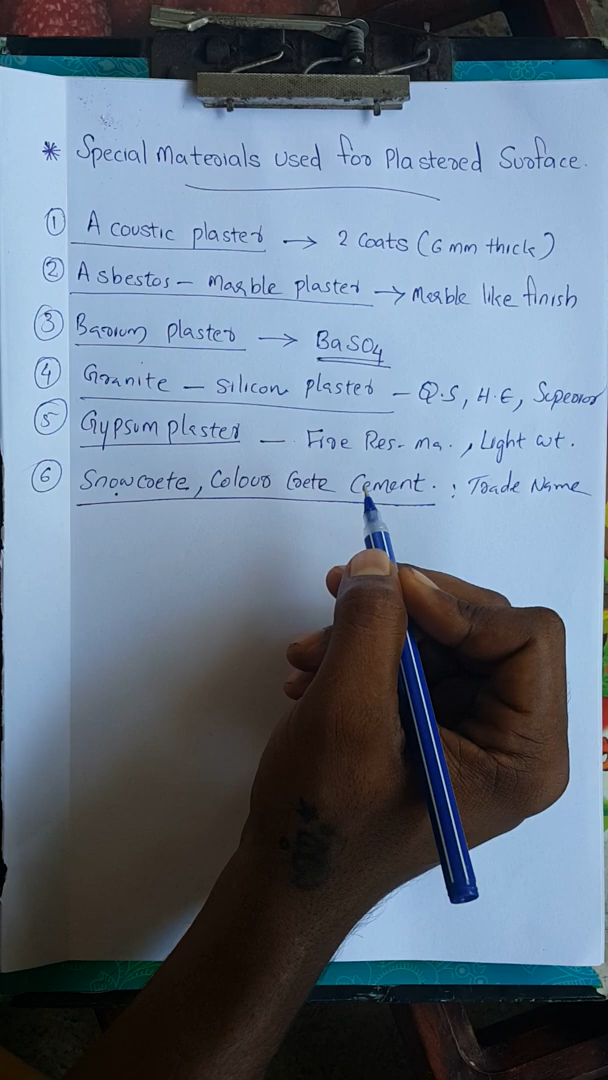 * Special Materials used for Plastered Surface.
① Acoustic plaster → 2 coats (6 mm thick)
② Asbestos - Marble plaster → Marble like finish
③ Barium plaster → BaSO4
④ Granite - silicon plaster - Q.S, H.E, Superior
⑤ Gypsum plaster - Fire Res. ma. , Light wt.
⑥ Snowcrete, Colour Crete Cement. : Trade Name